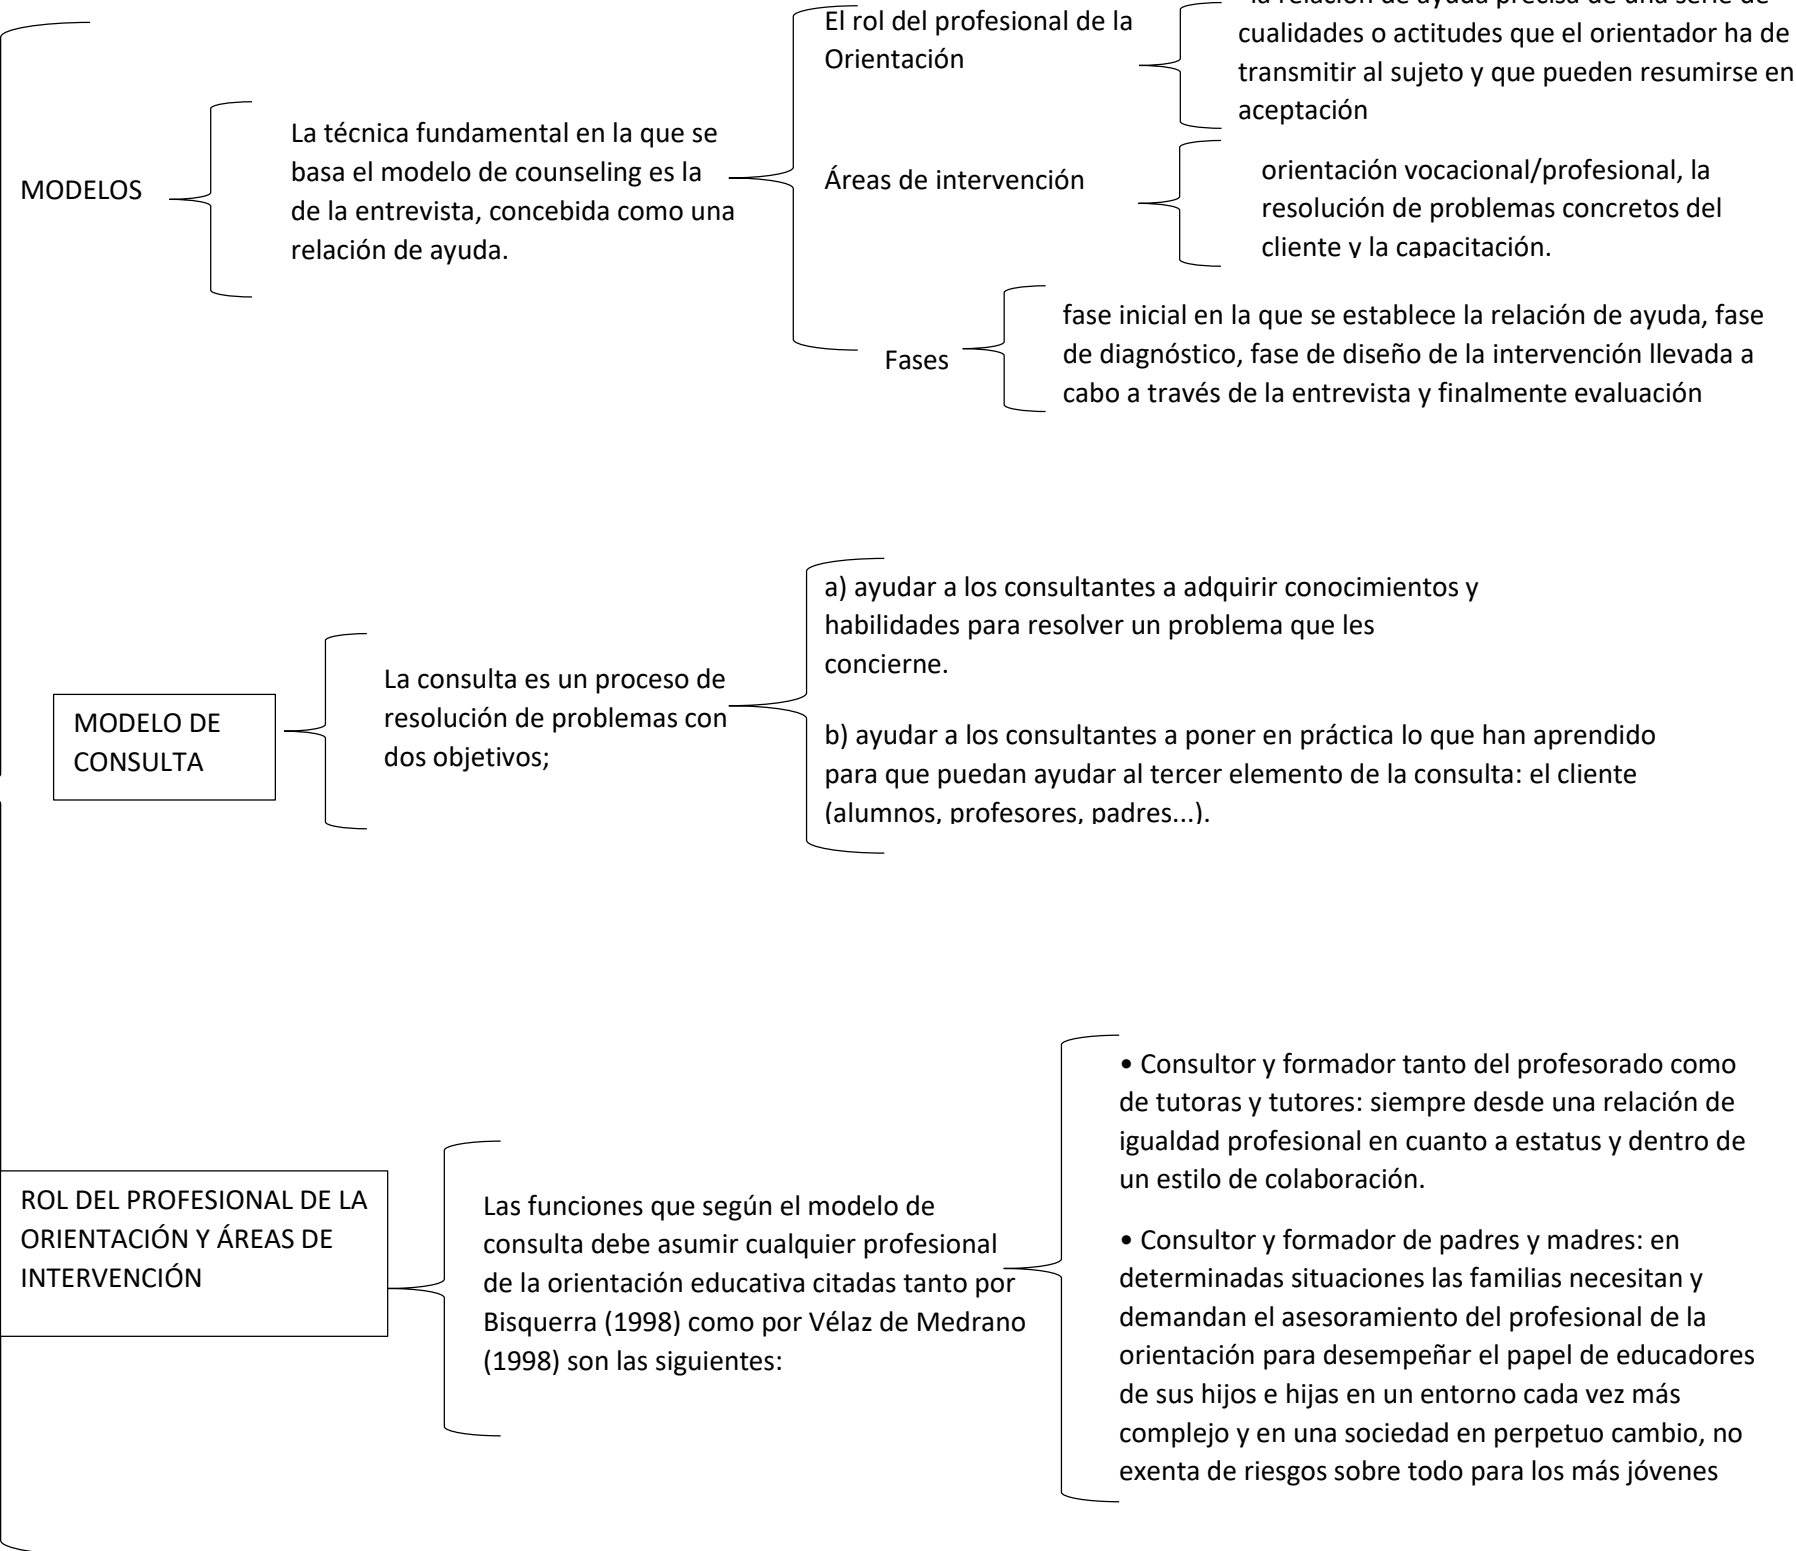 MODELOS
La técnica fundamental en la que se
basa el modelo de counseling es la
de la entrevista, concebida como una
relación de ayuda.
El rol del profesional de la
Orientación
la relación de ayuda precisa de una serie de
cualidades o actitudes que el orientador ha de
transmitir al sujeto y que pueden resumirse en
aceptación
Áreas de intervención
orientación vocacional/profesional, la
resolución de problemas concretos del
cliente y la capacitación.
Fases
fase inicial en la que se establece la relación de ayuda, fase
de diagnóstico, fase de diseño de la intervención llevada a
cabo a través de la entrevista y finalmente evaluación
MODELO DE
CONSULTA
La consulta es un proceso de
resolución de problemas con
dos objetivos;
a) ayudar a los consultantes a adquirir conocimientos y
habilidades para resolver un problema que les
concierne.
b) ayudar a los consultantes a poner en práctica lo que han aprendido
para que puedan ayudar al tercer elemento de la consulta: el cliente
(alumnos, profesores, padres...).
ROL DEL PROFESIONAL DE LA
ORIENTACIÓN Y ÁREAS DE
INTERVENCIÓN
Las funciones que según el modelo de
consulta debe asumir cualquier profesional
de la orientación educativa citadas tanto por
Bisquerra (1998) como por Vélaz de Medrano
(1998) son las siguientes:
• Consultor y formador tanto del profesorado como
de tutoras y tutores: siempre desde una relación de
igualdad profesional en cuanto a estatus y dentro de
un estilo de colaboración.
• Consultor y formador de padres y madres: en
determinadas situaciones las familias necesitan y
demandan el asesoramiento del profesional de la
orientación para desempeñar el papel de educadores
de sus hijos e hijas en un entorno cada vez más
complejo y en una sociedad en perpetuo cambio, no
exenta de riesgos sobre todo para los más jóvenes